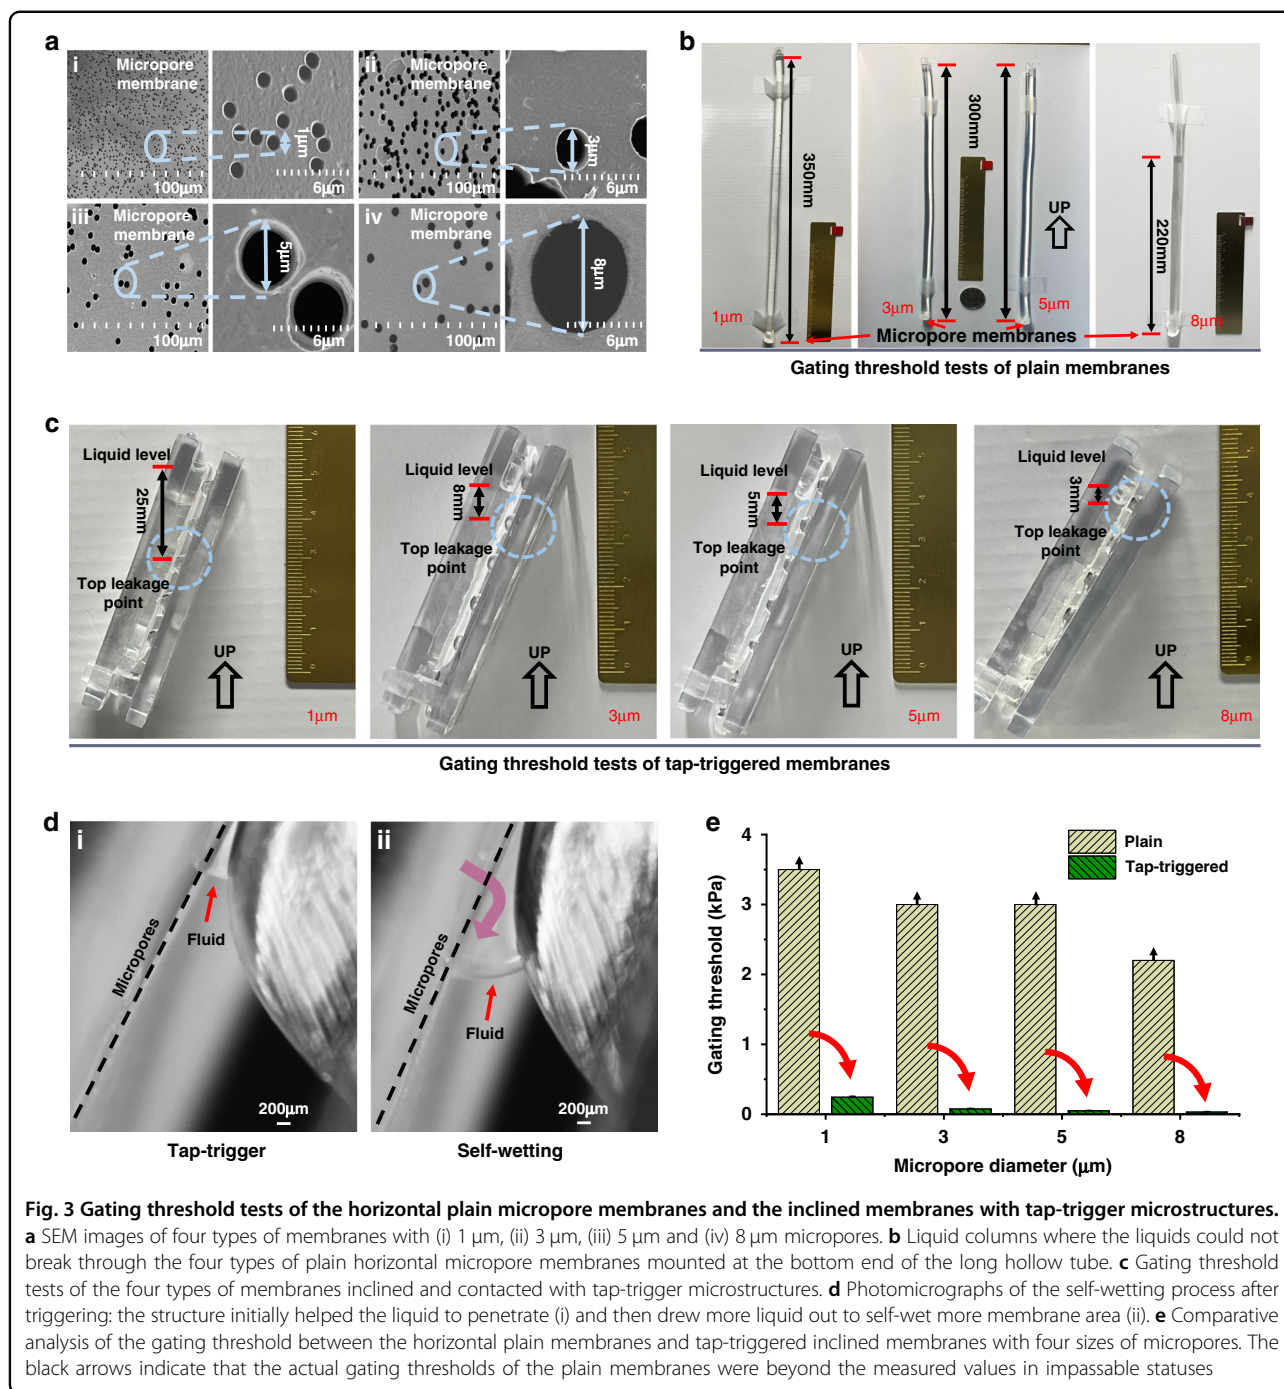 a
i
Micropore
membrane
100μm
1μm
6μm
ii
Micropore
membrane
100μm
3μm
6μm
iii
Micropore
membrane
100μm
5μm
6μm
iv
Micropore
membrane
100μm
8μm
6μm
b
350mm
1μm
300mm
3μm
UP
5μm
220mm
8μm
Micropore membranes
Gating threshold tests of plain membranes
c
Liquid level
25mm
Top leakage
point
UP
1μm
Liquid level
8mm
Top leakage
point
UP
3μm
Liquid level
5mm
Top leakage
point
UP
5μm
Liquid level
3mm
Top leakage
point
UP
8μm
Gating threshold tests of tap-triggered membranes
d
i
Micropores
Fluid
200μm
Tap-trigger
ii
Micropores
Fluid
200μm
Self-wetting
e
Gating threshold (kPa)
4
3
2
1
0
Plain
Tap-triggered
1 3 5 8
Micropore diameter (μm)
Fig. 3 Gating threshold tests of the horizontal plain micropore membranes and the inclined membranes with tap-trigger microstructures.
a SEM images of four types of membranes with (i) 1 μm, (ii) 3 μm, (iii) 5 μm and (iv) 8 μm micropores. b Liquid columns where the liquids could not
break through the four types of plain horizontal micropore membranes mounted at the bottom end of the long hollow tube. c Gating threshold
tests of the four types of membranes inclined and contacted with tap-trigger microstructures. d Photomicrographs of the self-wetting process after
triggering: the structure initially helped the liquid to penetrate (i) and then drew more liquid out to self-wet more membrane area (ii). e Comparative
analysis of the gating threshold between the horizontal plain membranes and tap-triggered inclined membranes with four sizes of micropores. The
black arrows indicate that the actual gating thresholds of the plain membranes were beyond the measured values in impassable statuses